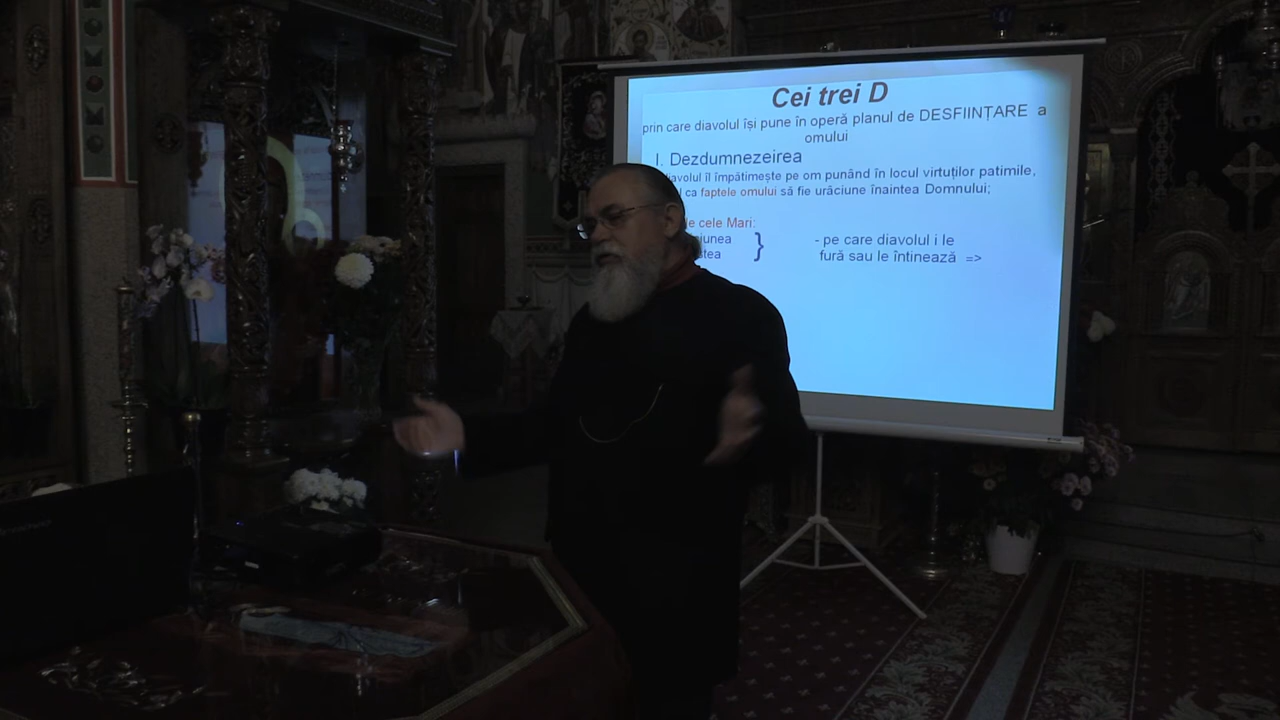 Cei trei D
prin care diavolul își pune în operă planul de DESFIINȚARE a
omului
I. Dezdumnezeirea
îl împătimește pe om punând în locul virtuților patimile,
ca faptele omului să fie urâciune înaintea Domnului;
cele Mari:
} - pe care diavolul i le
fură sau le întinează =>